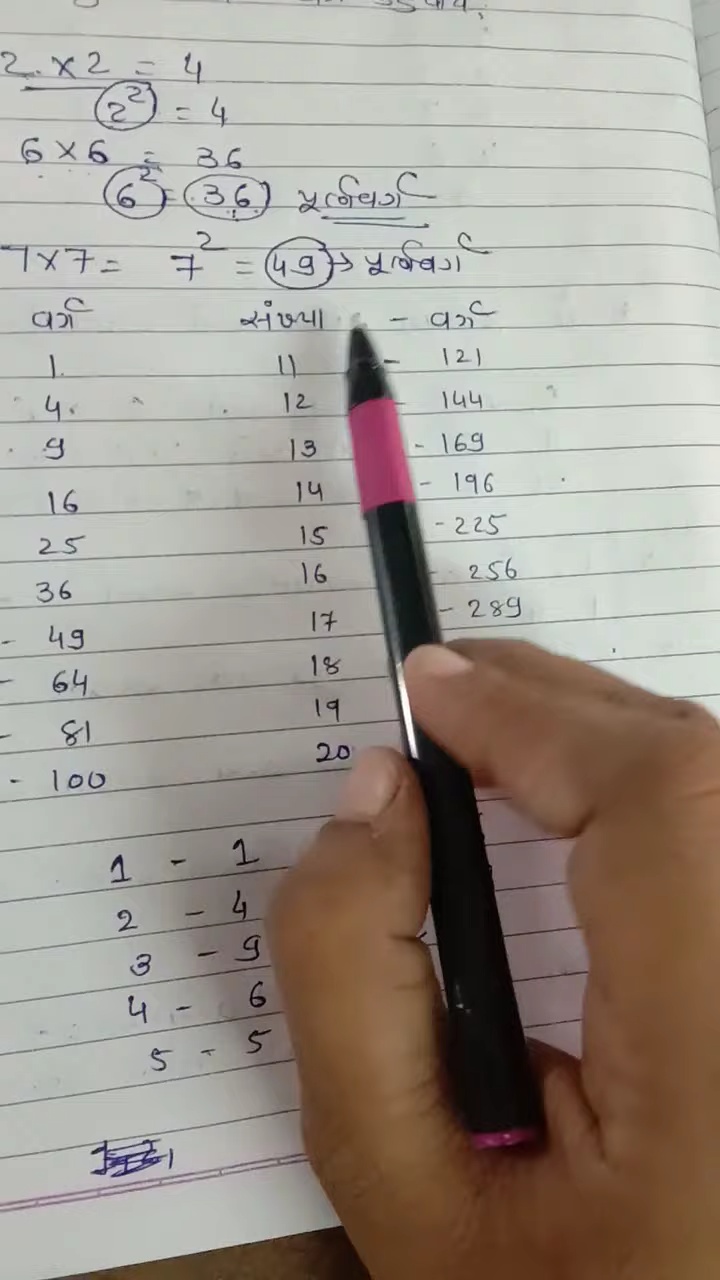 2 × 2 = 4
2² = 4
6 × 6 = 36
6² = 36 પૂર્ણવર્ગ
7 × 7 = 7² = 49 → પૂર્ણવર્ગ
વર્ગ સંખ્યા - વર્ગ
1. 11 - 121
4. 12 - 144
9 13 - 169
16 14 - 196
25 15 - 225
36 16 - 256
- 49 17 - 289
- 64 18
- 81 19
- 100 20
1 - 1
2 - 4
3 - 9
4 - 6
5 - 5